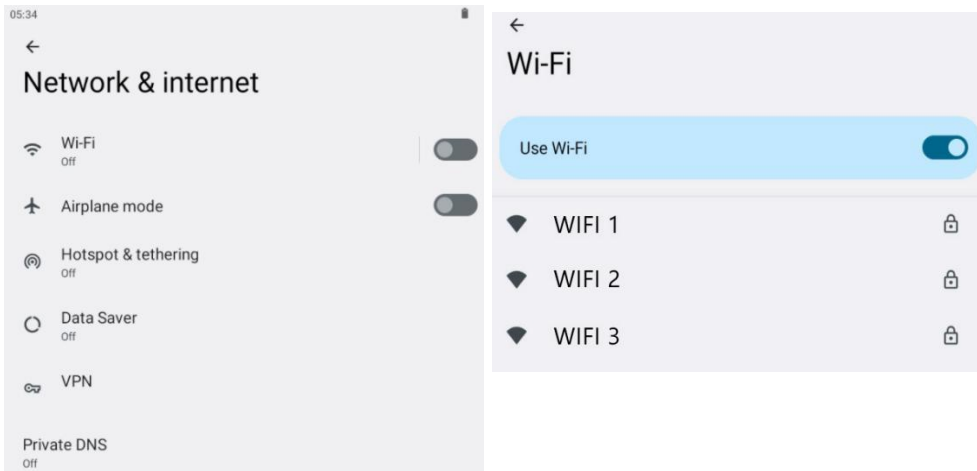 05:34
Network & internet
Wi-Fi
Off
Airplane mode
Hotspot & tethering
Off
Data Saver
Off
VPN
Private DNS
Off
Wi-Fi
Use Wi-Fi
WIFI 1
WIFI 2
WIFI 3